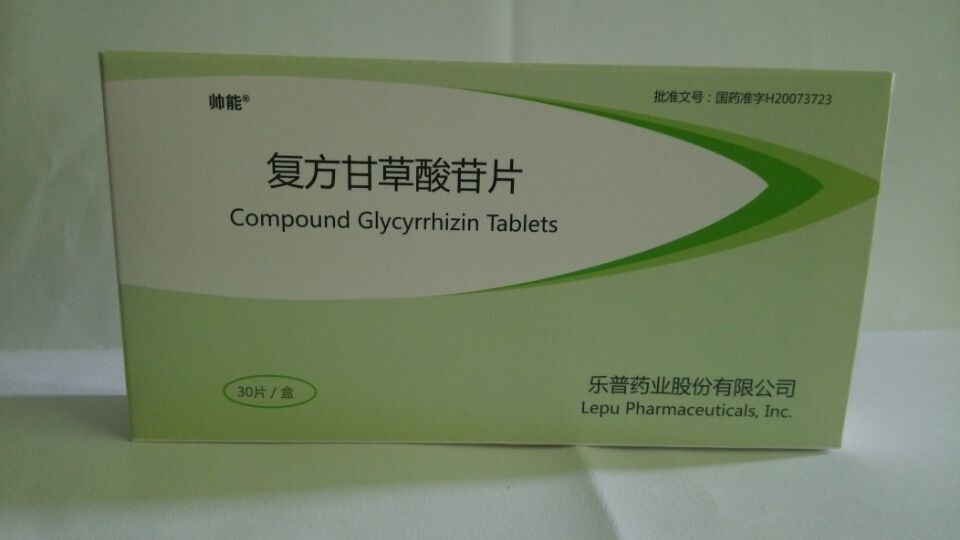 帅能®
批准文号：国药准字H20073723
复方甘草酸苷片
Compound Glycyrrhizin Tablets
30片 / 盒
乐普药业股份有限公司
Lepu Pharmaceuticals, Inc.